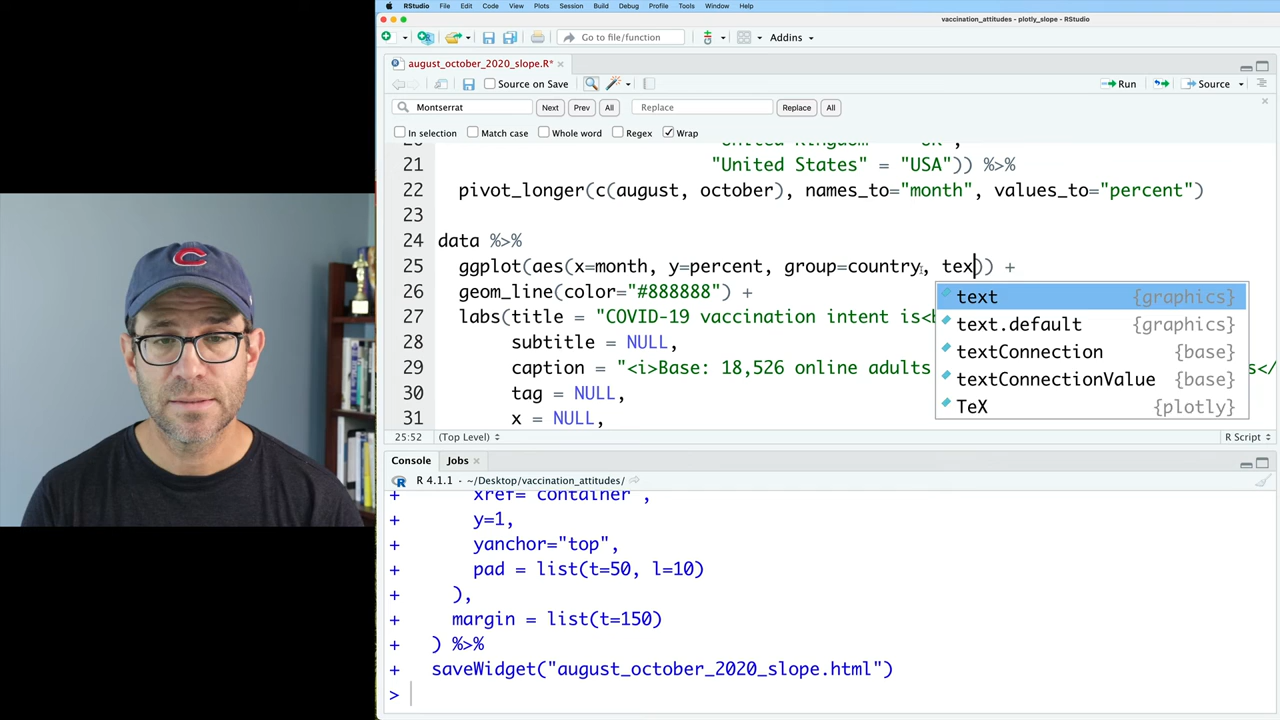 RStudio File Edit Code View Plots Session Build Debug Profile Tools Window Help
vaccination_attitudes - plotly_slope - RStudio
Go to file/function Addins
august_october_2020_slope.R*
Source on Save Run Source
Montserrat Next Prev All Replace Replace All
In selection Match case Whole word Regex Wrap
21 "United States" = "USA")) %>%
22 pivot_longer(c(august, october), names_to="month", values_to="percent")
23
24 data %>%
25 ggplot(aes(x=month, y=percent, group=country, tex)) +
26 geom_line(color="#888888") +
27 labs(title = "COVID-19 vaccination intent is<b
28 subtitle = NULL,
29 caption = "<i>Base: 18,526 online adults
30 tag = NULL,
31 x = NULL,
text {graphics}
text.default {graphics}
textConnection {base}
textConnectionValue {base}
TeX {plotly}
25:52 (Top Level) R Script
Console Jobs
R 4.1.1 · ~/Desktop/vaccination_attitudes/
+ xref="container",
+ y=1,
+ yanchor="top",
+ pad = list(t=50, l=10)
+ ),
+ margin = list(t=150)
+ ) %>%
+ saveWidget("august_october_2020_slope.html")
>